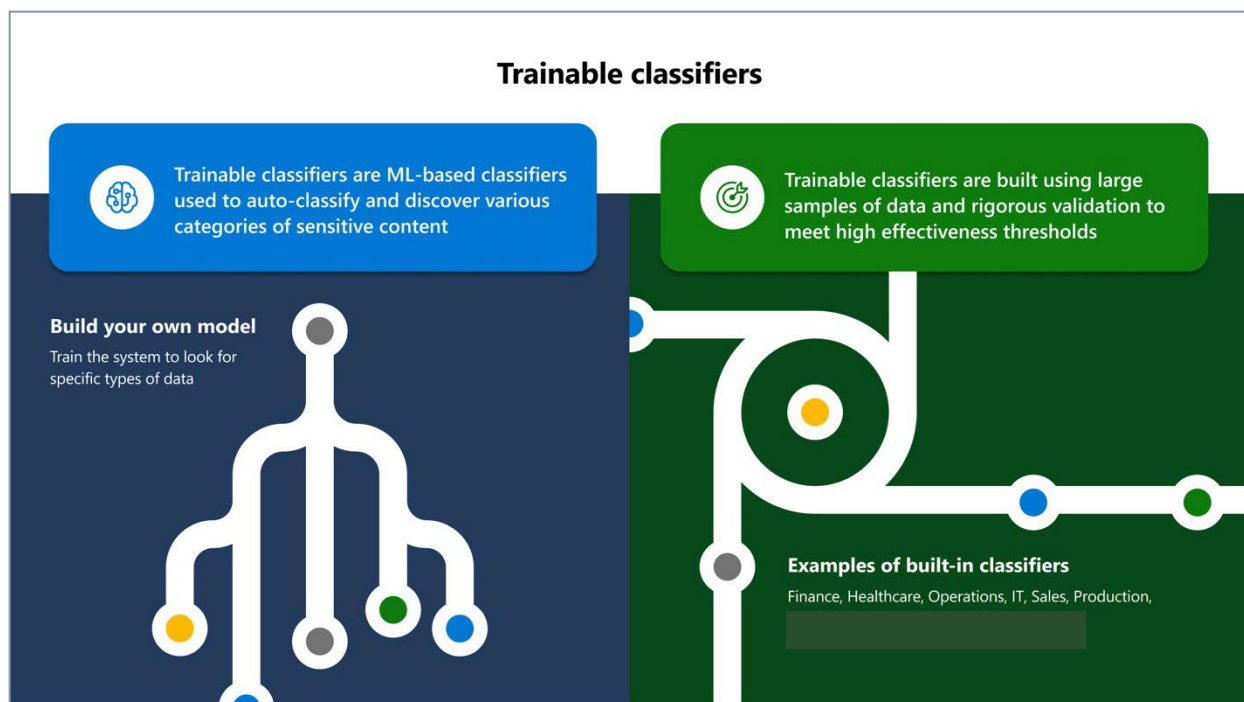 Trainable classifiers
Trainable classifiers are ML-based classifiers
used to auto-classify and discover various
categories of sensitive content
Trainable classifiers are built using large
samples of data and rigorous validation to
meet high effectiveness thresholds
Build your own model
Train the system to look for
specific types of data
Examples of built-in classifiers
Finance, Healthcare, Operations, IT, Sales, Production,